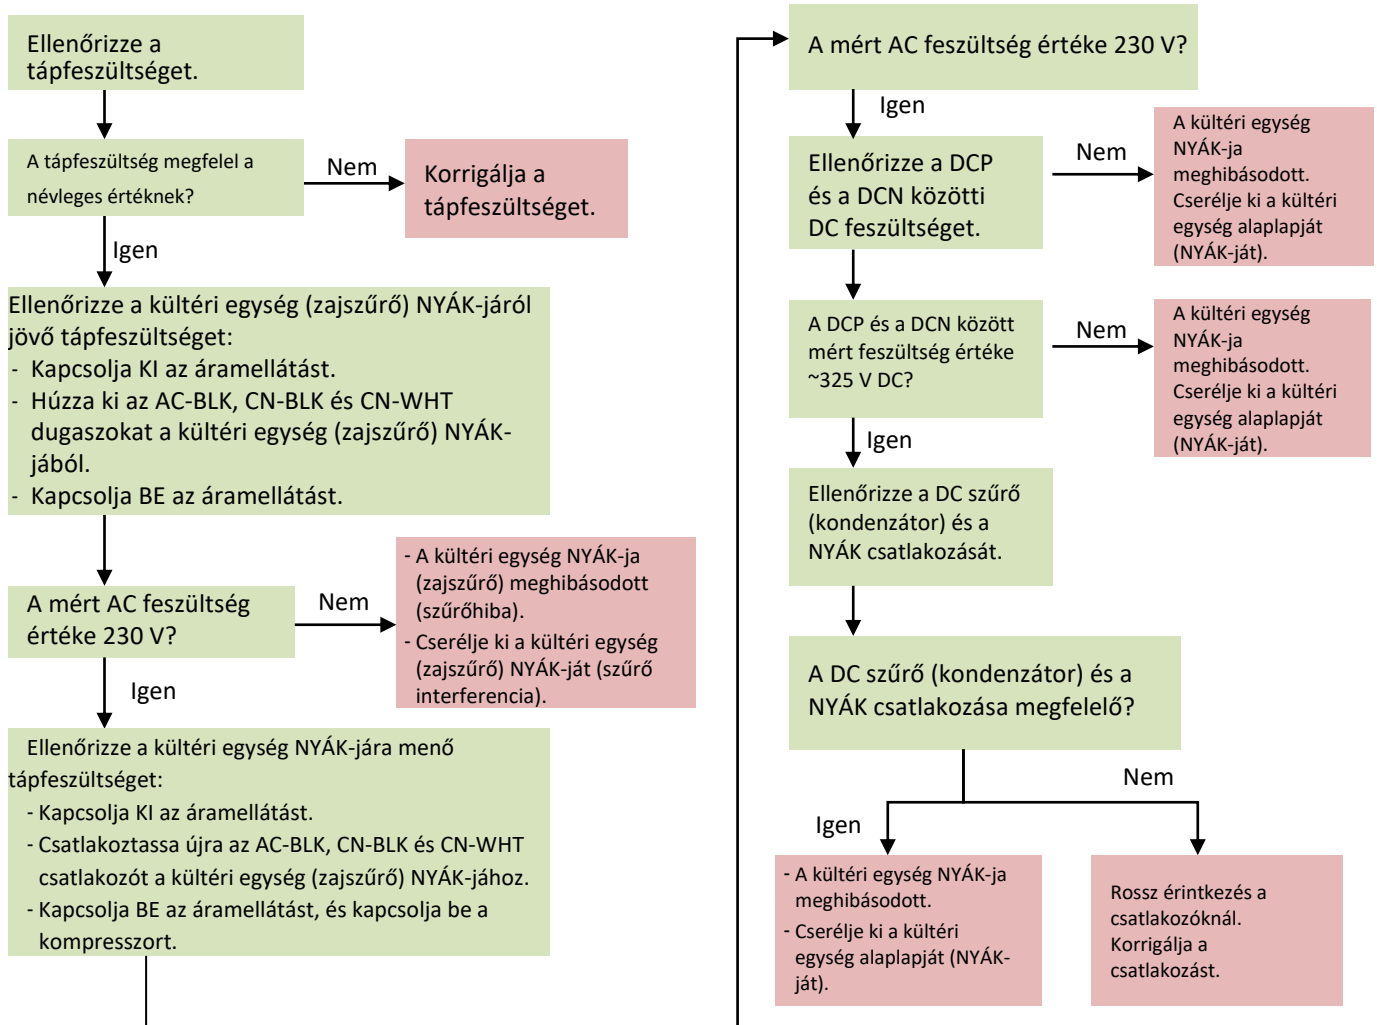 Ellenőrizze a
tápfeszültséget.
A tápfeszültség megfelel a
névleges értéknek?
Nem
Korrigálja a
tápfeszültséget.
Igen
Ellenőrizze a kültéri egység (zajszűrő) NYÁK-járól
jövő tápfeszültséget:
- Kapcsolja KI az áramellátást.
- Húzza ki az AC-BLK, CN-BLK és CN-WHT
dugaszokat a kültéri egység (zajszűrő) NYÁK-
jából.
- Kapcsolja BE az áramellátást.
A mért AC feszültség
értéke 230 V?
Nem
- A kültéri egység NYÁK-ja
(zajszűrő) meghibásodott
(szűrőhiba).
- Cserélje ki a kültéri egység
(zajszűrő) NYÁK-ját (szűrő
interferencia).
Igen
Ellenőrizze a kültéri egység NYÁK-jára menő
tápfeszültséget:
- Kapcsolja KI az áramellátást.
- Csatlakoztassa újra az AC-BLK, CN-BLK és CN-WHT
csatlakozót a kültéri egység (zajszűrő) NYÁK-jához.
- Kapcsolja BE az áramellátást, és kapcsolja be a
kompresszort.
A mért AC feszültség értéke 230 V?
Igen
Ellenőrizze a DCP
és a DCN közötti
DC feszültséget.
Nem
A kültéri egység
NYÁK-ja
meghibásodott.
Cserélje ki a kültéri
egység alaplapját
(NYÁK-ját).
A DCP és a DCN között
mért feszültség értéke
~325 V DC?
Nem
A kültéri egység
NYÁK-ja
meghibásodott.
Cserélje ki a kültéri
egység alaplapját
(NYÁK-ját).
Igen
Ellenőrizze a DC szűrő
(kondenzátor) és a
NYÁK csatlakozását.
A DC szűrő (kondenzátor) és a
NYÁK csatlakozása megfelelő?
Nem
Igen
- A kültéri egység NYÁK-ja
meghibásodott.
- Cserélje ki a kültéri
egység alaplapját (NYÁK-
ját).
Rossz érintkezés a
csatlakozóknál.
Korrigálja a
csatlakozást.